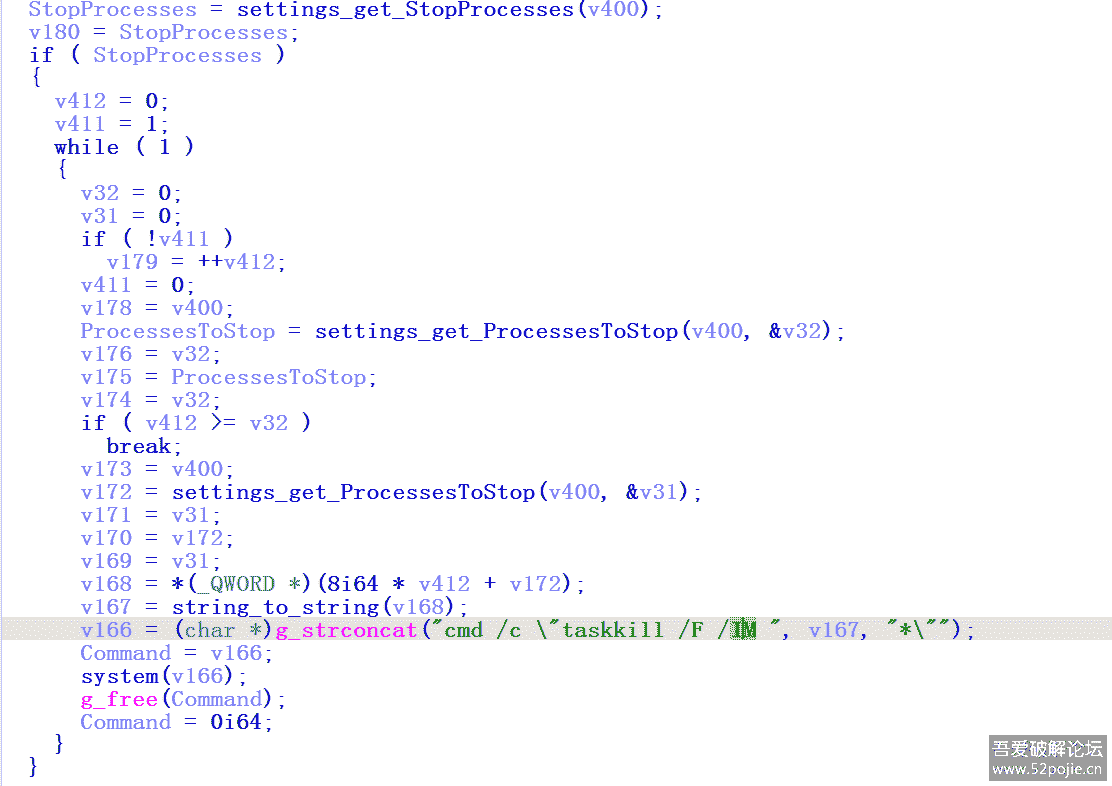 StopProcesses = settings_get_StopProcesses(v400);
v180 = StopProcesses;
if ( StopProcesses )
{
v412 = 0;
v411 = 1;
while ( 1 )
{
v32 = 0;
v31 = 0;
if ( !v411 )
v179 = ++v412;
v411 = 0;
v178 = v400;
ProcessesToStop = settings_get_ProcessesToStop(v400, &v32);
v176 = v32;
v175 = ProcessesToStop;
v174 = v32;
if ( v412 >= v32 )
break;
v173 = v400;
v172 = settings_get_ProcessesToStop(v400, &v31);
v171 = v31;
v170 = v172;
v169 = v31;
v168 = *(_QWORD *)(8i64 * v412 + v172);
v167 = string_to_string(v168);
v166 = (char *)g_strconcat("cmd /c \"taskkill /F /IM ", v167, "*\"");
Command = v166;
system(v166);
g_free(Command);
Command = 0i64;
}
}
吾爱破解论坛
www.52pojie.cn